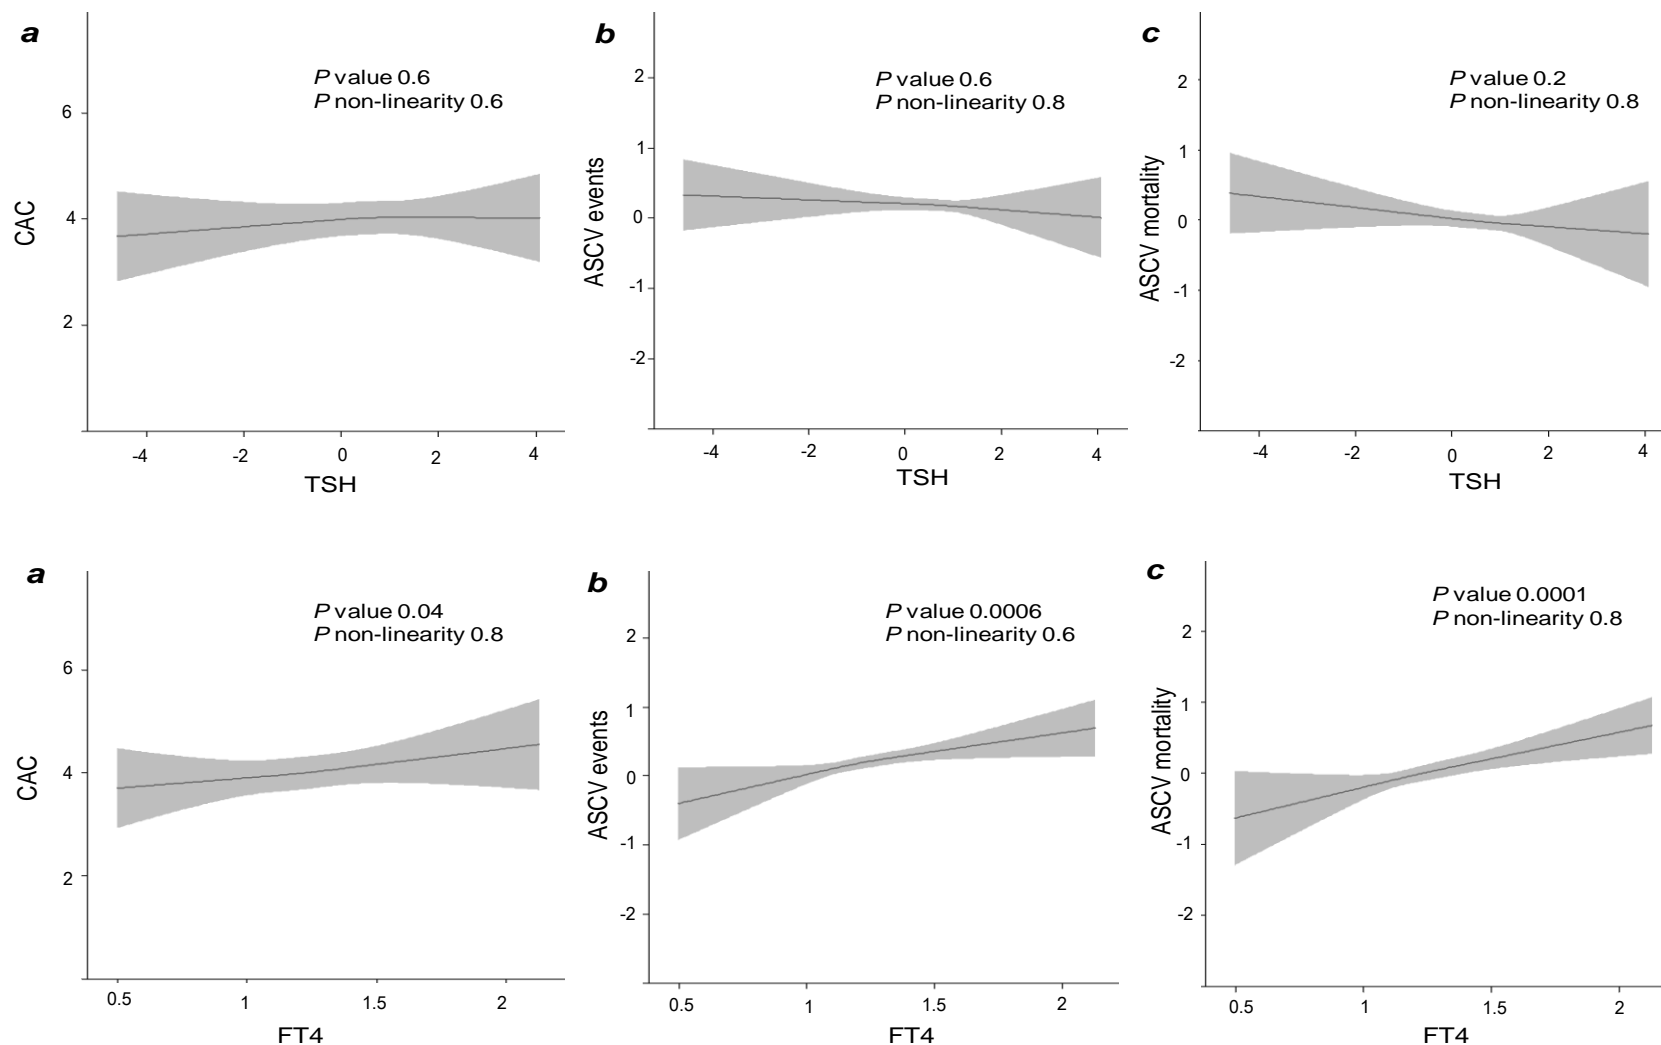 a
P value 0.6
P non-linearity 0.6
6
4
2
CAC
-4
-2
0
2
4
TSH
b
P value 0.6
P non-linearity 0.8
2
1
0
-1
-2
ASCV events
-4
-2
0
2
4
TSH
c
P value 0.2
P non-linearity 0.8
2
1
0
-1
-2
ASCV mortality
-4
-2
0
2
4
TSH
a
P value 0.04
P non-linearity 0.8
6
4
2
CAC
0.5
1
1.5
2
FT4
b
P value 0.0006
P non-linearity 0.6
2
1
0
-1
-2
ASCV events
0.5
1
1.5
2
FT4
c
P value 0.0001
P non-linearity 0.8
2
1
0
-1
-2
ASCV mortality
0.5
1
1.5
2
FT4